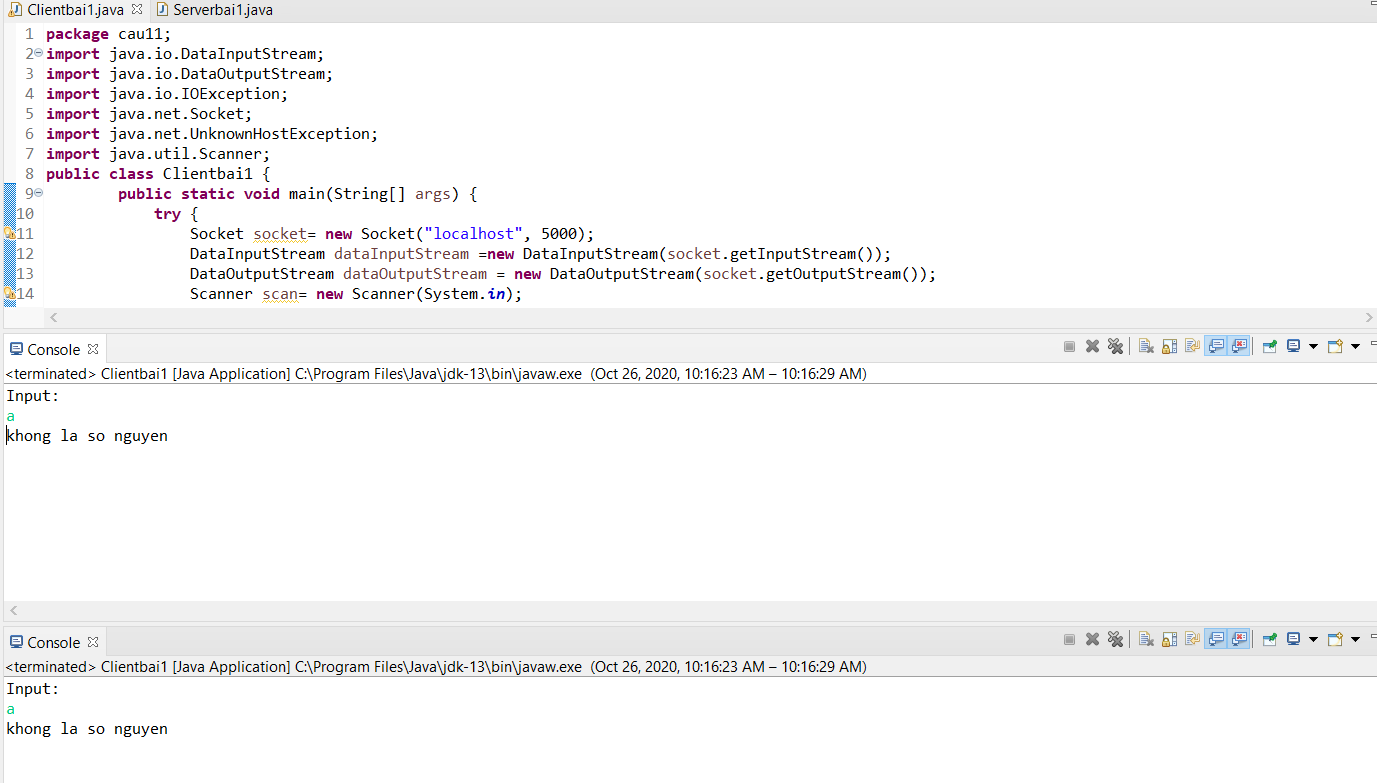 Clientbai1.java Serverbai1.java
1 package cau11;
2 import java.io.DataInputStream;
3 import java.io.DataOutputStream;
4 import java.io.IOException;
5 import java.net.Socket;
6 import java.net.UnknownHostException;
7 import java.util.Scanner;
8 public class Clientbai1 {
9 public static void main(String[] args) {
10 try {
11 Socket socket= new Socket("localhost", 5000);
12 DataInputStream dataInputStream =new DataInputStream(socket.getInputStream());
13 DataOutputStream dataOutputStream = new DataOutputStream(socket.getOutputStream());
14 Scanner scan= new Scanner(System.in);
Console
<terminated> Clientbai1 [Java Application] C:\Program Files\Java\jdk-13\bin\javaw.exe (Oct 26, 2020, 10:16:23 AM – 10:16:29 AM)
Input:
a
khong la so nguyen
Console
<terminated> Clientbai1 [Java Application] C:\Program Files\Java\jdk-13\bin\javaw.exe (Oct 26, 2020, 10:16:23 AM – 10:16:29 AM)
Input:
a
khong la so nguyen